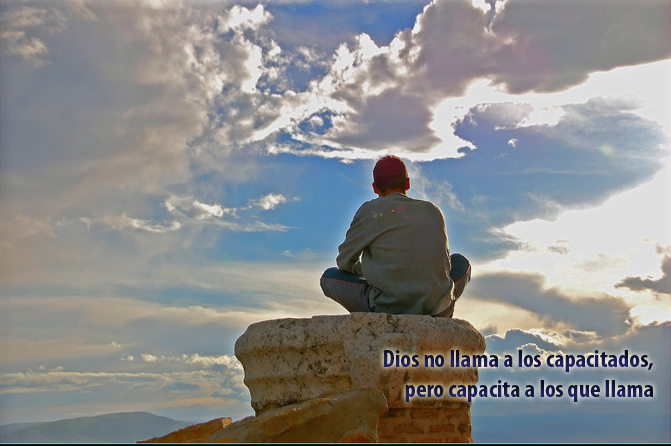 Dios no llama a los capacitados,
pero capacita a los que llama